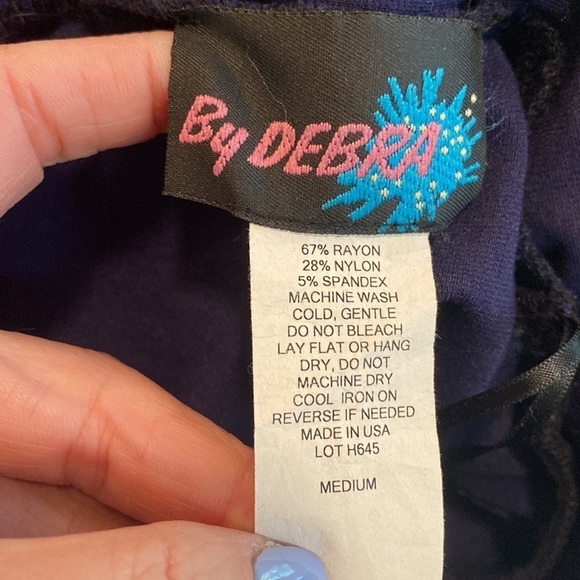 By DEBRA
67% RAYON
28% NYLON
5% SPANDEX
MACHINE WASH
COLD, GENTLE
DO NOT BLEACH
LAY FLAT OR HANG
DRY, DO NOT
MACHINE DRY
COOL IRON ON
REVERSE IF NEEDED
MADE IN USA
LOT H645
MEDIUM